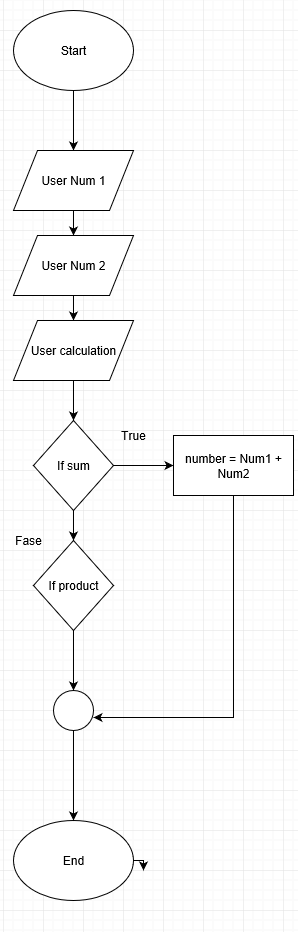 Start
User Num 1
User Num 2
User calculation
If sum
True
number = Num1 +
Num2
Fase
If product
End